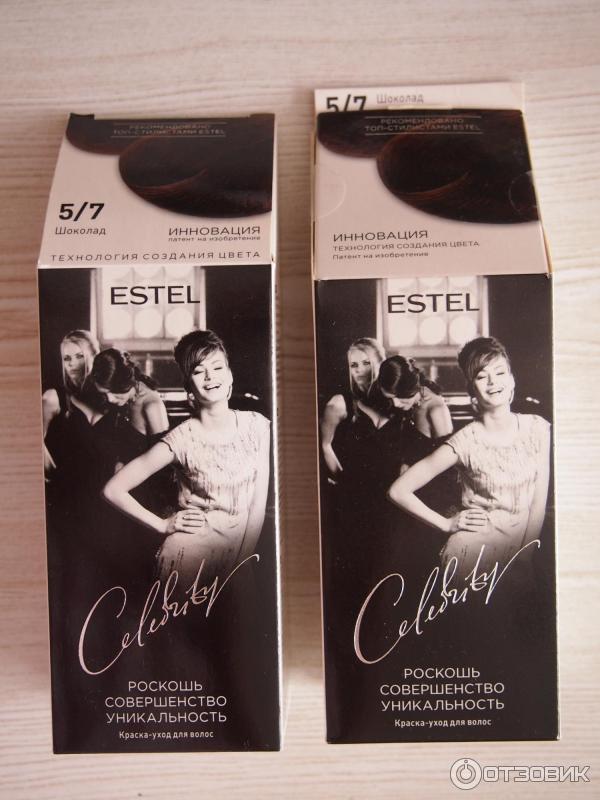 РЕКОМЕНДОВАНО
ТОП-СТИЛИСТАМИ ESTEL
5/7
Шоколад
ИННОВАЦИЯ
патент на изобретение
ТЕХНОЛОГИЯ СОЗДАНИЯ ЦВЕТА
ESTEL
Celebrity
РОСКОШЬ
СОВЕРШЕНСТВО
УНИКАЛЬНОСТЬ
Краска-уход для волос
5/7 Шоколад
РЕКОМЕНДОВАНО
ТОП-СТИЛИСТАМИ ESTEL
ИННОВАЦИЯ
ТЕХНОЛОГИЯ СОЗДАНИЯ ЦВЕТА
Патент на изобретение
ESTEL
Celebrity
РОСКОШЬ
СОВЕРШЕНСТВО
УНИКАЛЬНОСТЬ
Краска-уход для волос
ОТЗОВИК